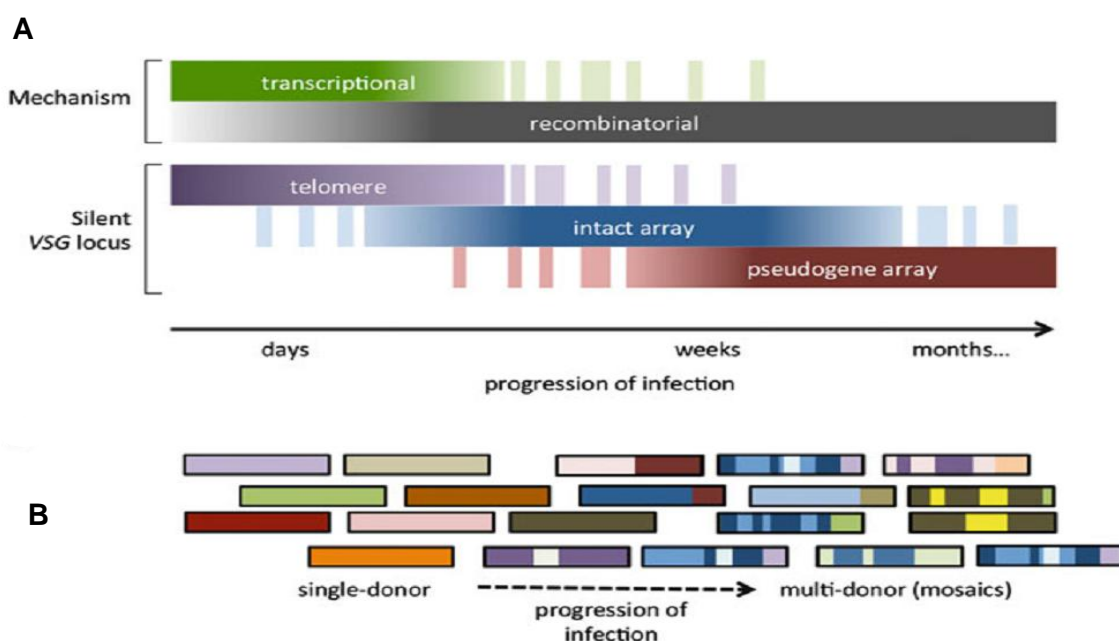 A
Mechanism
transcriptional
recombinatorial
Silent
VSG locus
telomere
intact array
pseudogene array
days
weeks
months...
progression of infection
B
single-donor
multi-donor (mosaics)
progression of
infection